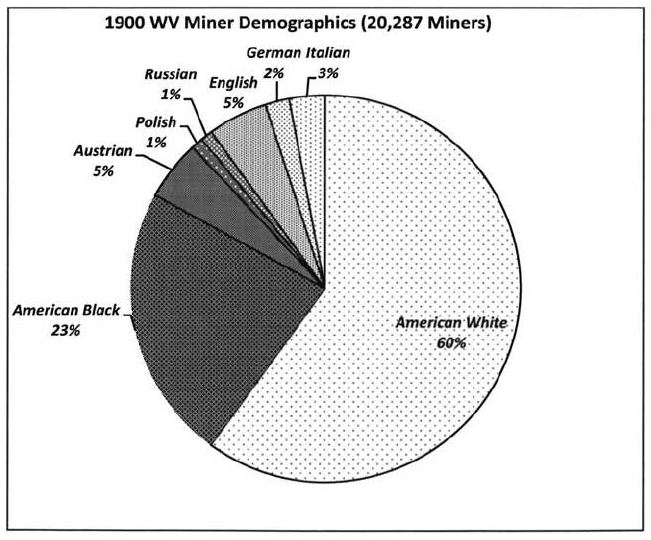 1900 WV Miner Demographics (20,287 Miners)
German
2%
Italian
3%
Russian
1%
English
5%
Polish
1%
Austrian
5%
American Black
23%
American White
60%